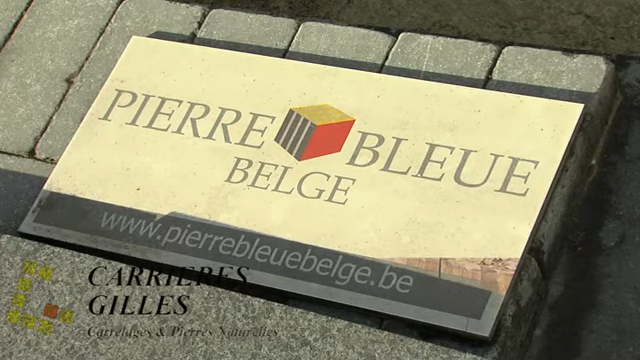 PIERRE BLEUE
BELGE
www.pierrebleuebelge.be
CARRIERES
GILLES
Carrelages & Pierres Naturelles